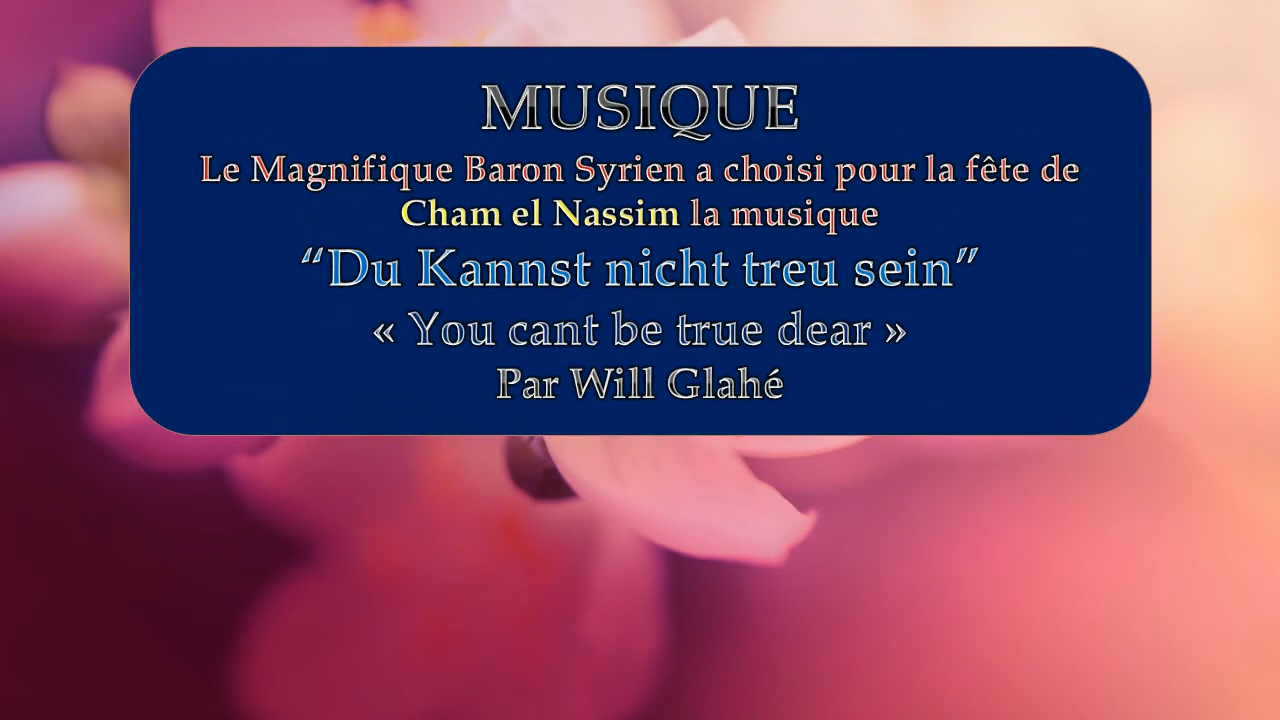 MUSIQUE
Le Magnifique Baron Syrien a choisi pour la fête de
Cham el Nassim la musique
“Du Kannst nicht treu sein”
« You cant be true dear »
Par Will Glahé